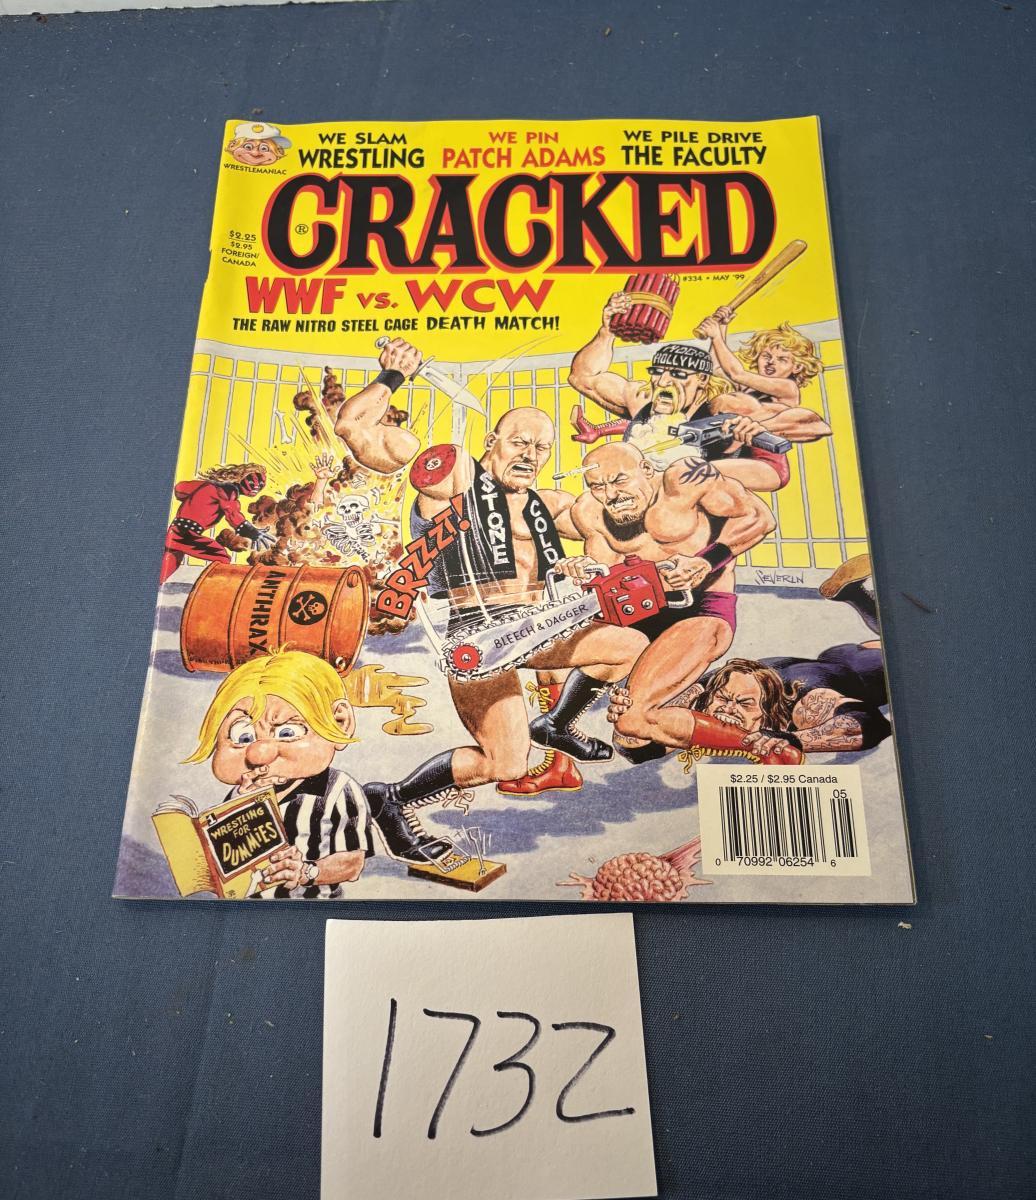 WE SLAM
WRESTLING
WE PIN
PATCH ADAMS
WE PILE DRIVE
THE FACULTY
WRESTLEMANIAC
CRACKED
®
$2.25
$2.95
FOREIGN/
CANADA
#334 • MAY '99
WWF vs. WCW
THE RAW NITRO STEEL CAGE DEATH MATCH!
HOLLYWOOD
STONE
COLD
BRZZT!
SEVERIN
ANTHRAX
BLEECH & DAGGER
#1
WRESTLING
FOR
DUMMIES
$2.25 / $2.95 Canada
05
0 70992 06254 6
1732